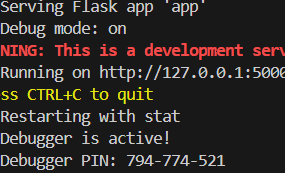 Serving Flask app 'app'
Debug mode: on
NING: This is a development serv
Running on http://127.0.0.1:5000
ss CTRL+C to quit
Restarting with stat
Debugger is active!
Debugger PIN: 794-774-521